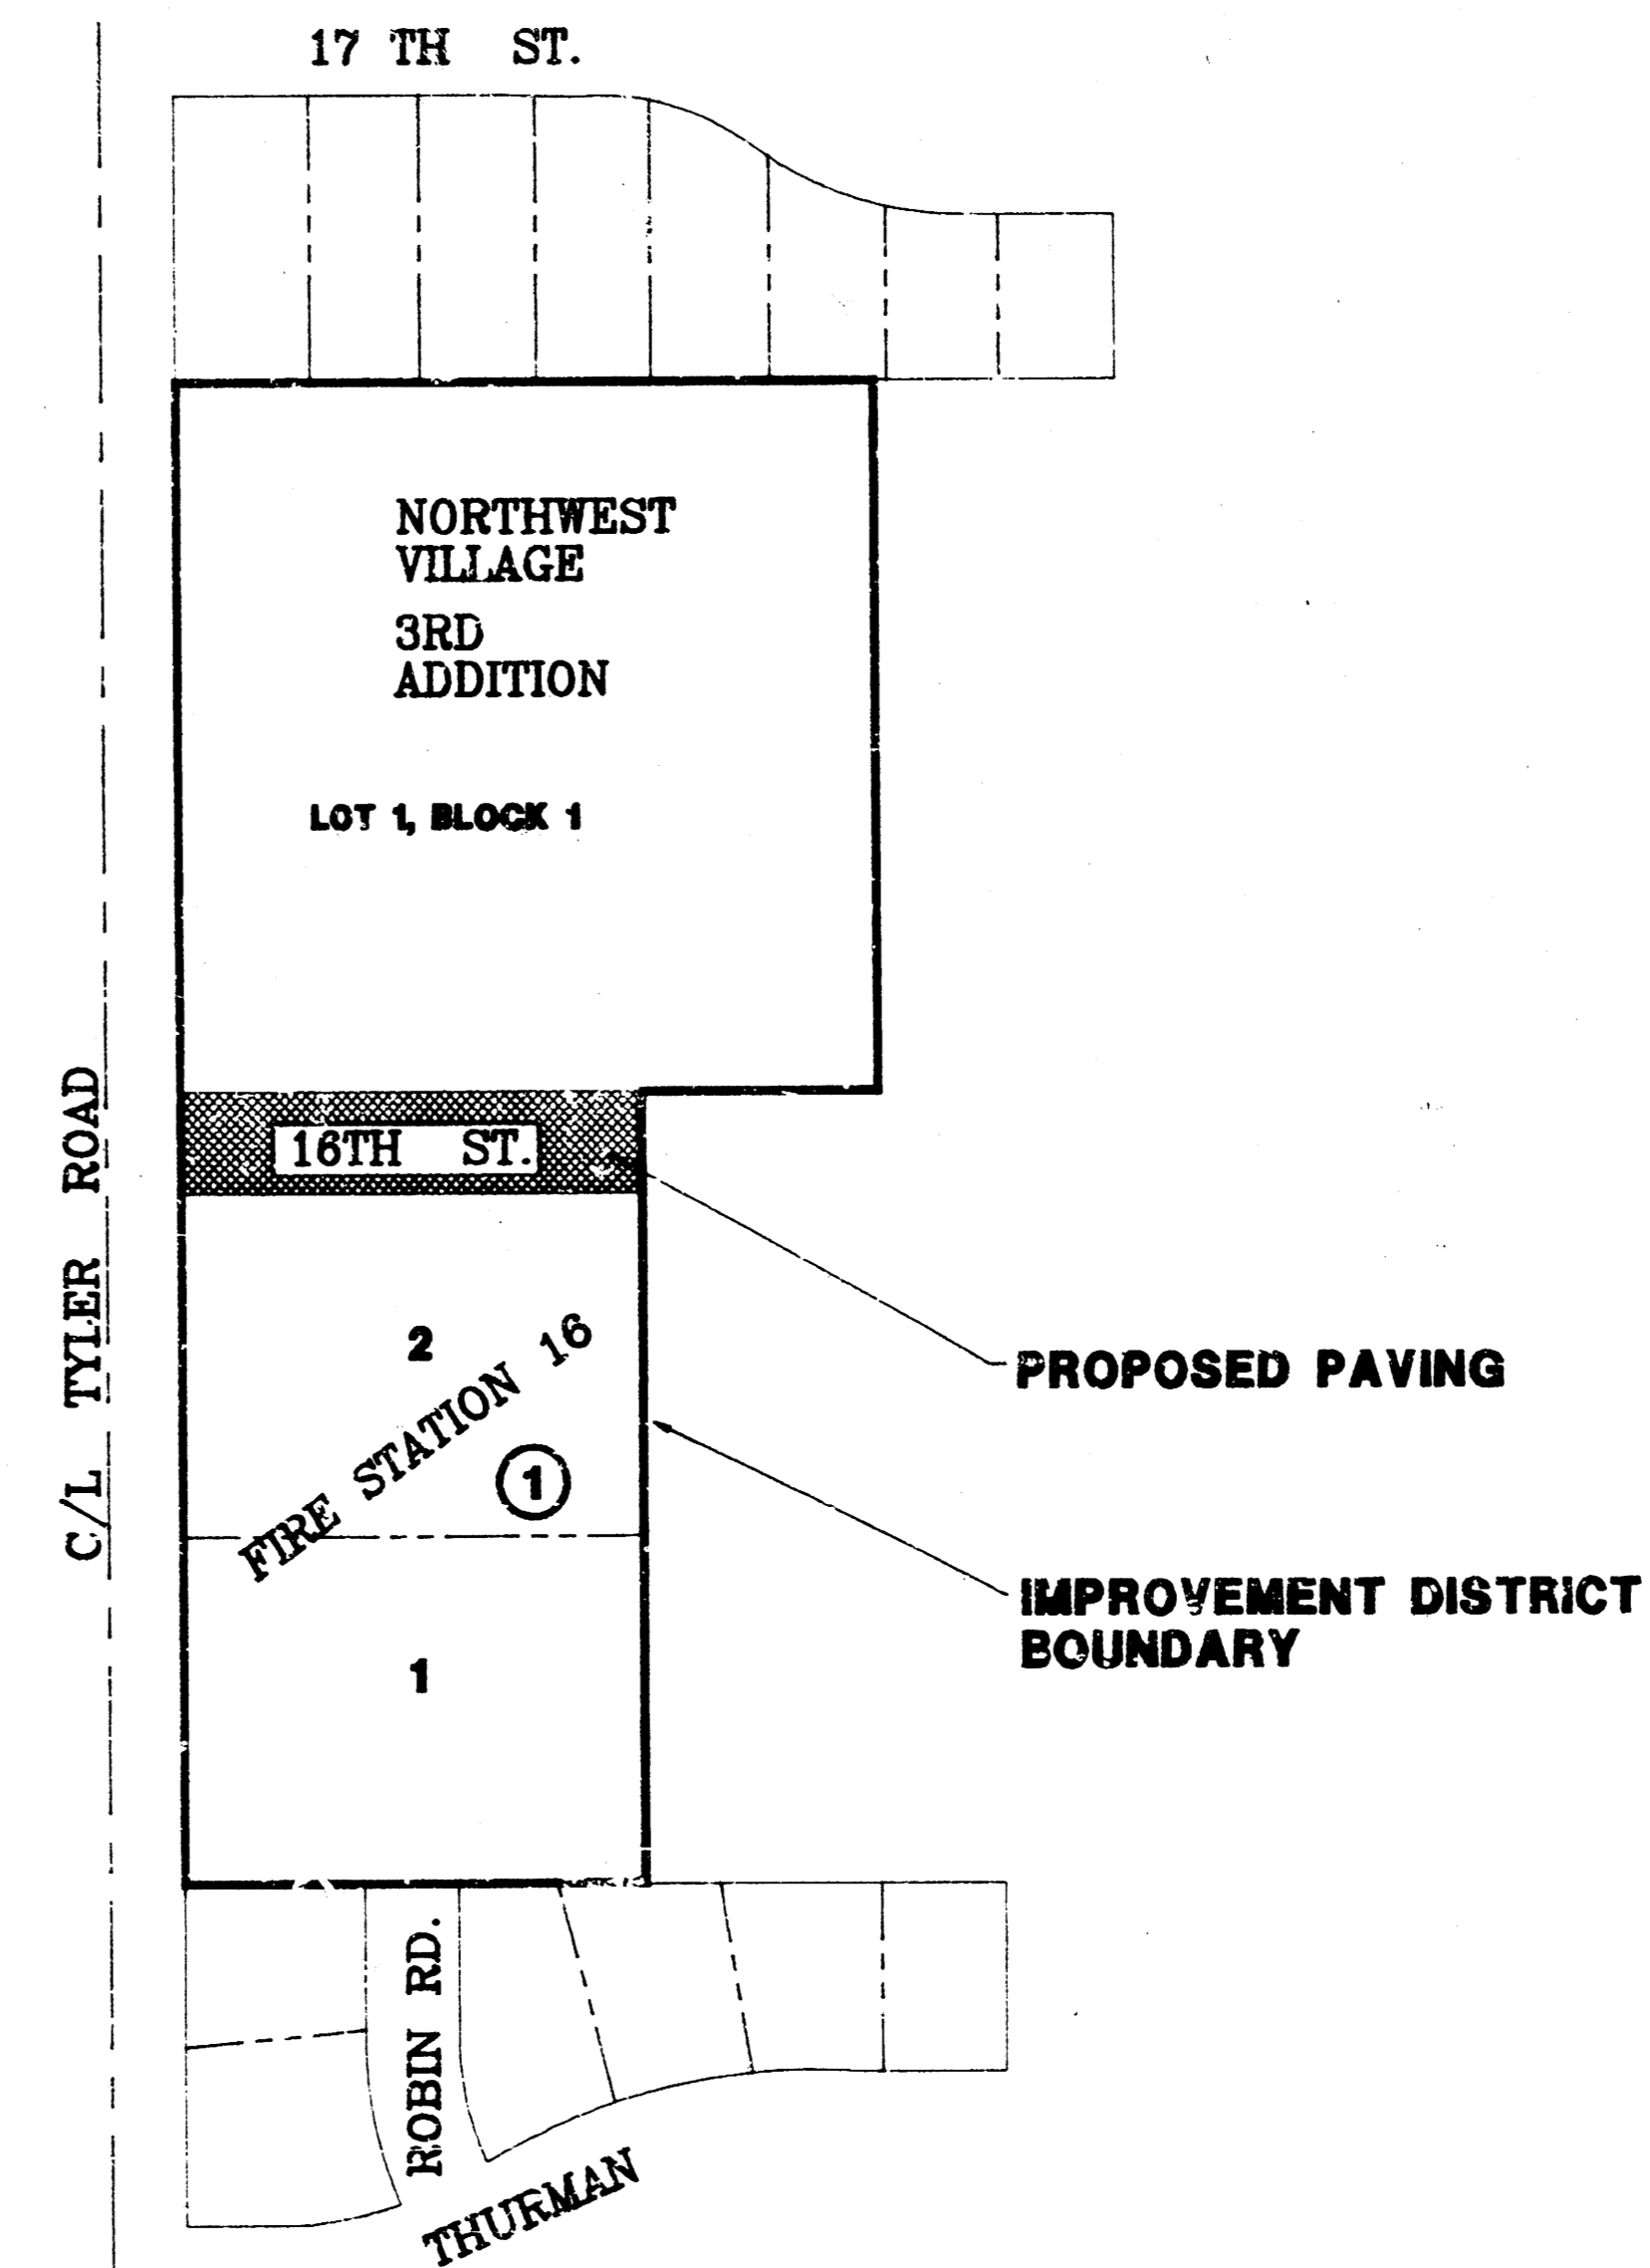 17 TH ST.
NORTHWEST
VILLAGE
3RD
ADDITION
LOT 1, BLOCK 1
C/L TYLER ROAD
16TH ST.
PROPOSED PAVING
2
FIRE STATION 16
1
IMPROVEMENT DISTRICT
BOUNDARY
1
ROBIN RD.
THURMAN